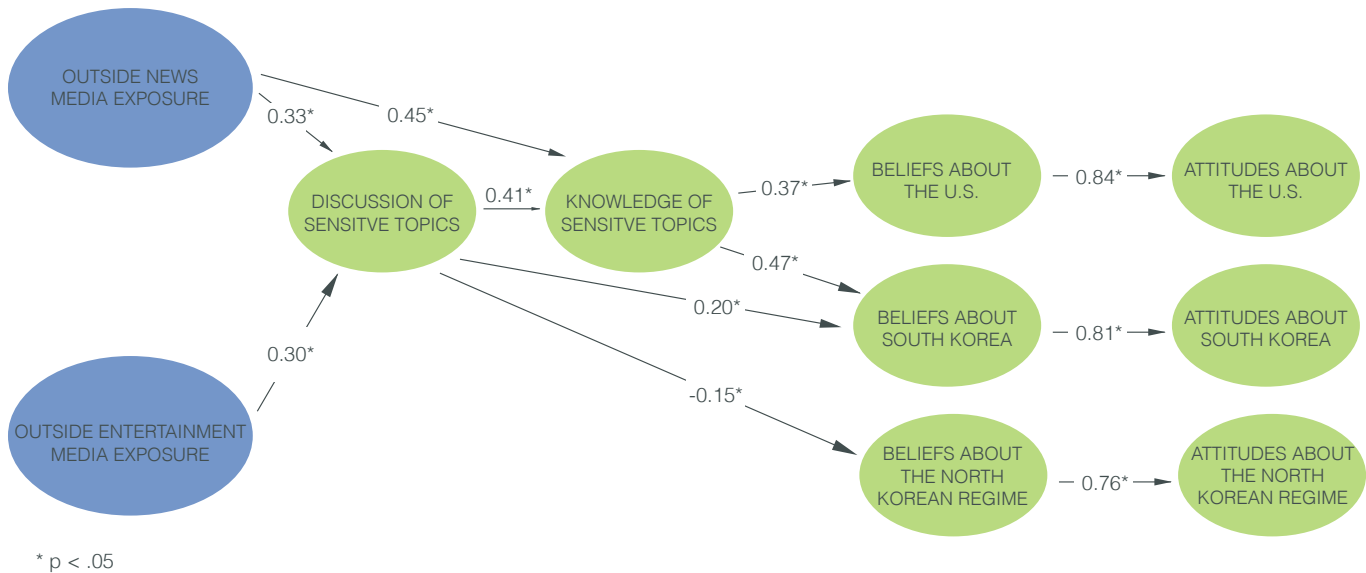 OUTSIDE NEWS
MEDIA EXPOSURE
0.33*
0.45*
DISCUSSION OF
SENSITVE TOPICS
0.41*
KNOWLEDGE OF
SENSITVE TOPICS
0.37*
BELIEFS ABOUT
THE U.S.
0.84*
ATTITUDES ABOUT
THE U.S.
0.47*
0.20*
BELIEFS ABOUT
SOUTH KOREA
0.81*
ATTITUDES ABOUT
SOUTH KOREA
0.30*
-0.15*
OUTSIDE ENTERTAINMENT
MEDIA EXPOSURE
BELIEFS ABOUT
THE NORTH
KOREAN REGIME
0.76*
ATTITUDES ABOUT
THE NORTH
KOREAN REGIME
* p < .05